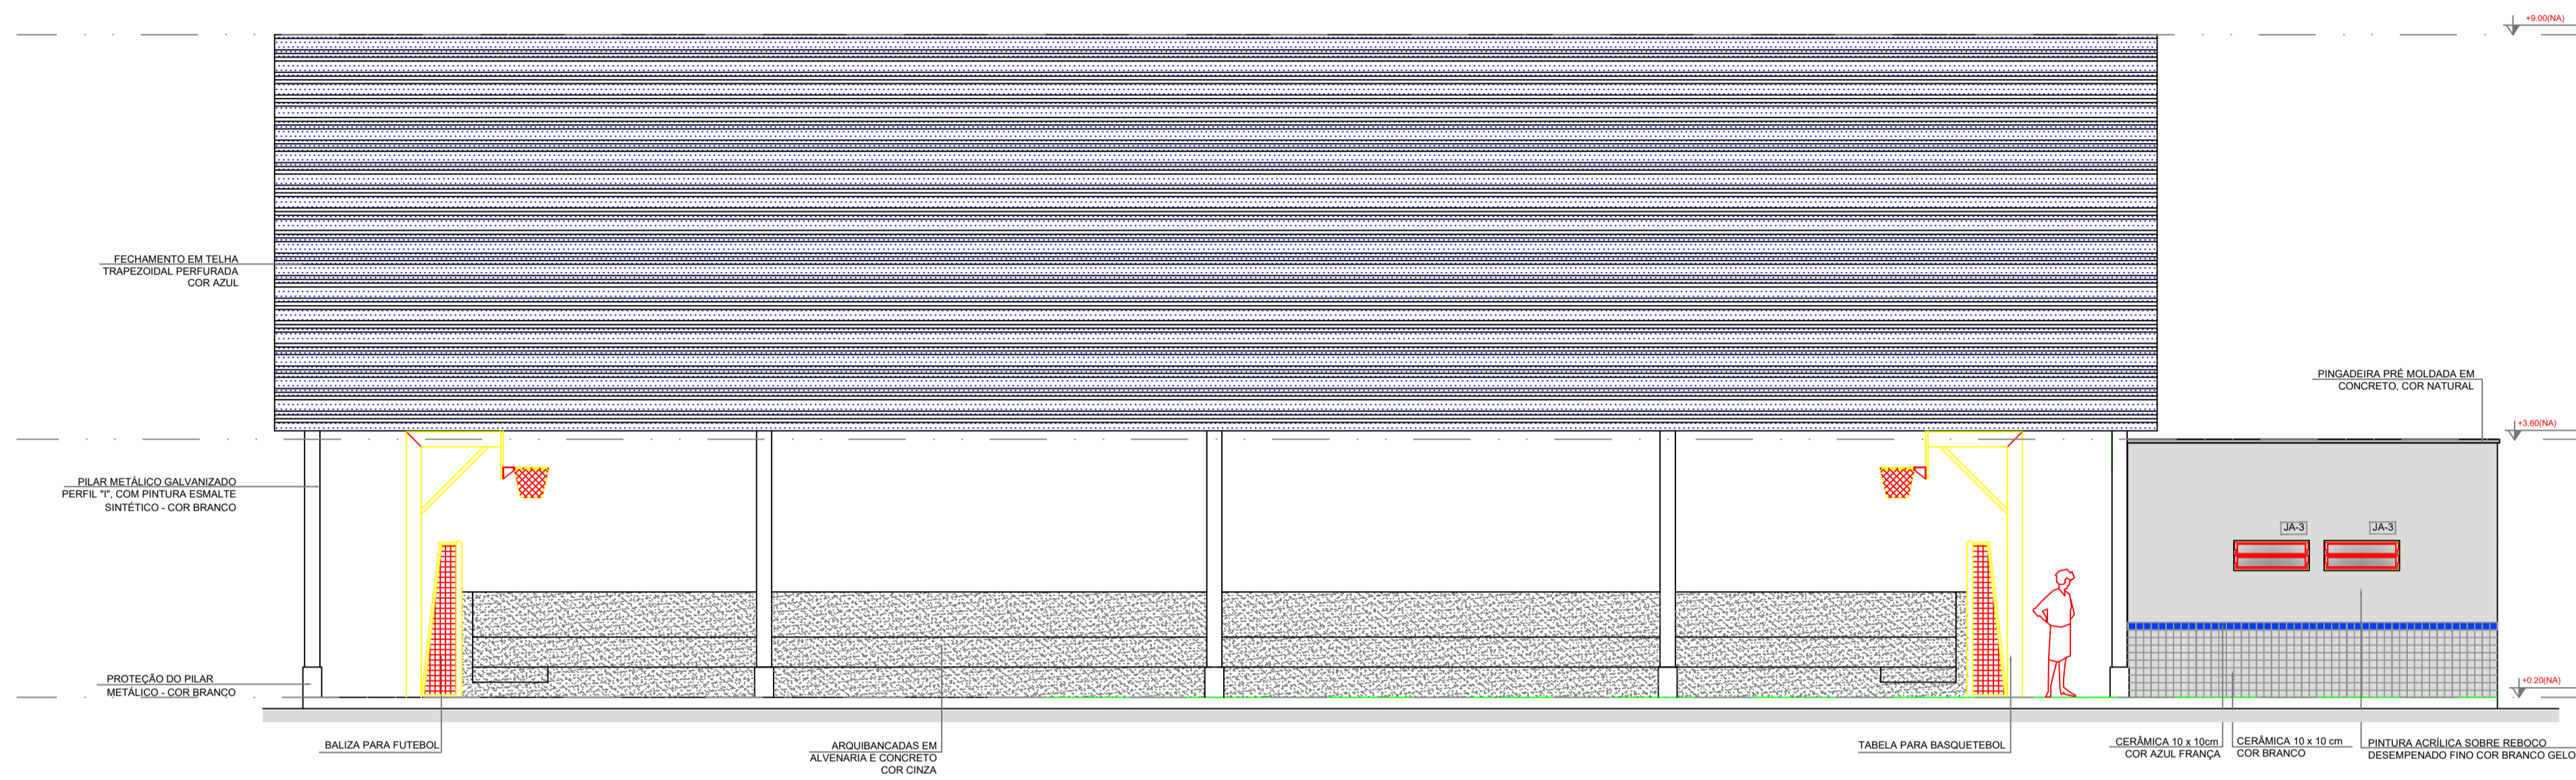 +9.00(NA)
FECHAMENTO EM TELHA
TRAPEZOIDAL PERFURADA
COR AZUL
PINGADEIRA PRÉ MOLDADA EM
CONCRETO, COR NATURAL
+3.60(NA)
PILAR METÁLICO GALVANIZADO
PERFIL "I", COM PINTURA ESMALTE
SINTÉTICO - COR BRANCO
JA-3
JA-3
PROTEÇÃO DO PILAR
METÁLICO - COR BRANCO
+0.20(NA)
BALIZA PARA FUTEBOL
ARQUIBANCADAS EM
ALVENARIA E CONCRETO
COR CINZA
TABELA PARA BASQUETEBOL
CERÂMICA 10 x 10cm
COR AZUL FRANÇA
CERÂMICA 10 x 10 cm
COR BRANCO
PINTURA ACRÍLICA SOBRE REBOCO
DESEMPENADO FINO COR BRANCO GELO